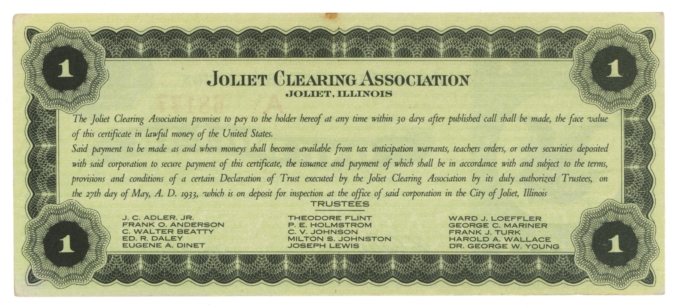 1 1
JOLIET CLEARING ASSOCIATION
JOLIET, ILLINOIS
The Joliet Clearing Association promises to pay to the holder hereof at any time within 30 days after published call shall be made, the face value
of this certificate in lawful money of the United States.
Said payment to be made as and when moneys shall become available from tax anticipation warrants, teachers orders, or other securities deposited
with said corporation to secure payment of this certificate, the issuance and payment of which shall be in accordance with and subject to the terms,
provisions and conditions of a certain Declaration of Trust executed by the Joliet Clearing Association by its duly authorized Trustees, on
the 27th day of May, A. D. 1933, which is on deposit for inspection at the office of said corporation in the City of Joliet, Illinois
TRUSTEES
J. C. ADLER, JR. THEODORE FLINT WARD J. LOEFFLER
FRANK O. ANDERSON P. E. HOLMSTROM GEORGE C. MARINER
C. WALTER BEATTY C. V. JOHNSON FRANK J. TURK
ED. R. DALEY MILTON S. JOHNSTON HAROLD A. WALLACE
EUGENE A. DINET JOSEPH LEWIS DR. GEORGE W. YOUNG
1 1